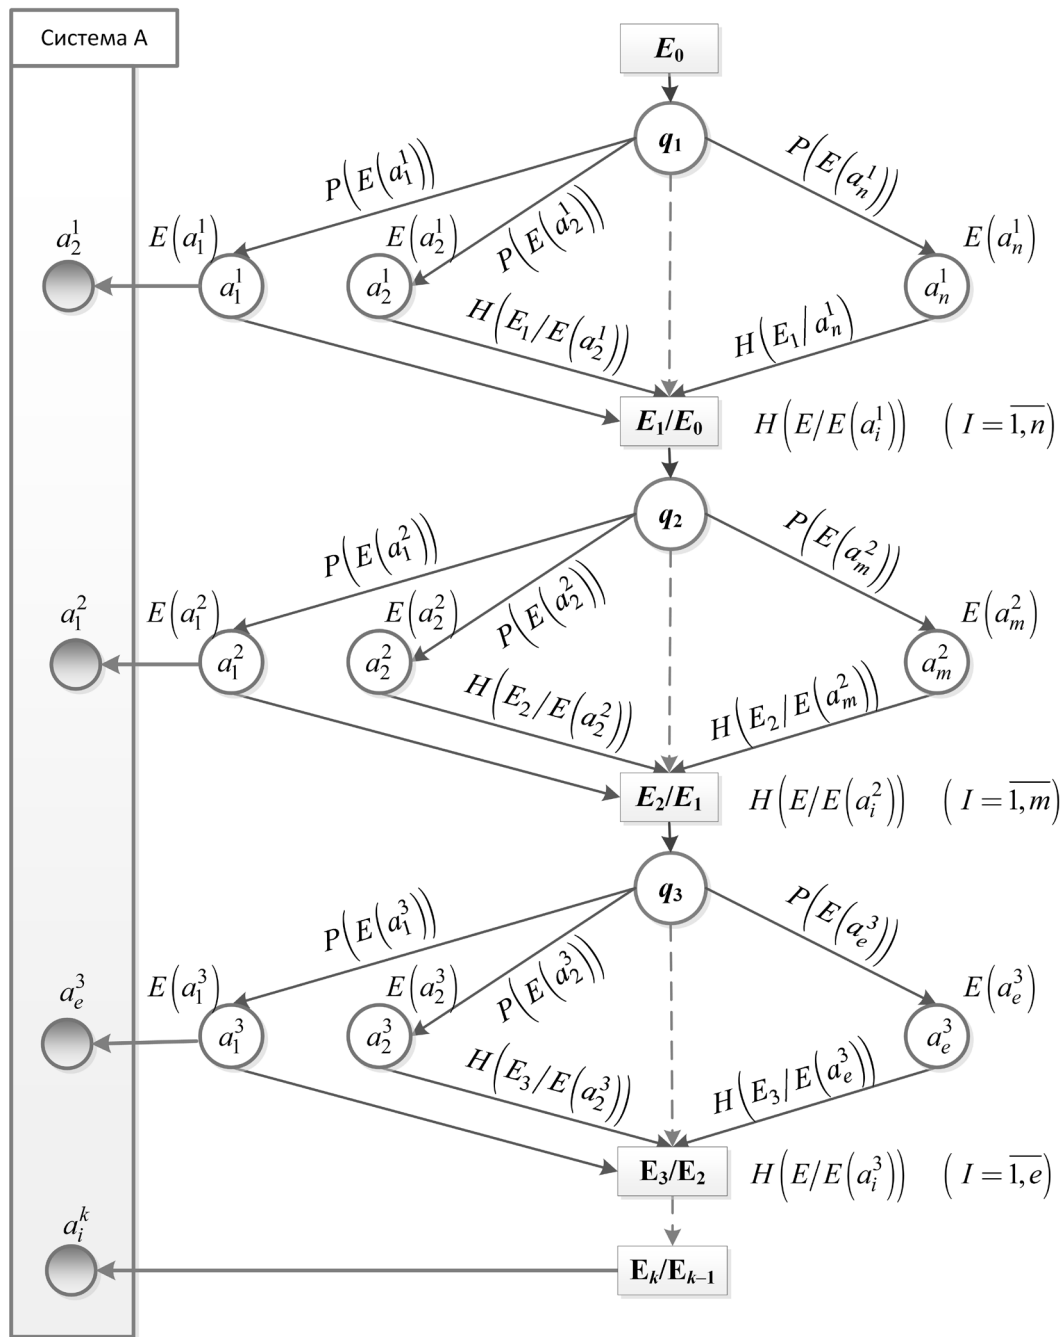 Система А
E₀
q₁
P(E(a₁¹))
P(E(a₂¹))
P(E(aₙ¹))
a₂¹
E(a₁¹)
E(a₂¹)
E(aₙ¹)
a₁¹
a₂¹
aₙ¹
H(E₁/E(a₂¹))
H(E₁/aₙ¹)
E₁/E₀
H(E/E(aᵢ¹)) (I = \overline{1,n})
q₂
P(E(a₁²))
P(E(a₂²))
P(E(aₘ²))
a₁²
E(a₁²)
E(a₂²)
E(aₘ²)
a₁²
a₂²
aₘ²
H(E₂/E(a₂²))
H(E₂/E(aₘ²))
E₂/E₁
H(E/E(aᵢ²)) (I = \overline{1,m})
q₃
P(E(a₁³))
P(E(a₂³))
P(E(aₑ³))
aₑ³
E(a₁³)
E(a₂³)
E(aₑ³)
a₁³
a₂³
aₑ³
H(E₃/E(a₂³))
H(E₃/E(aₑ³))
E₃/E₂
H(E/E(aᵢ³)) (I = \overline{1,e})
aᵢᵏ
Eₖ/Eₖ₋₁